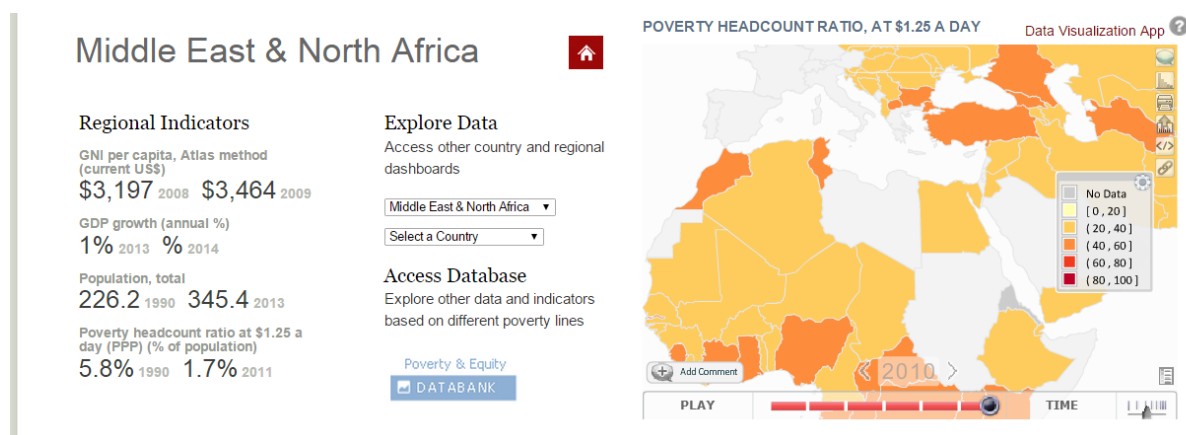 Middle East & North Africa
Regional Indicators
GNI per capita, Atlas method
(current US$)
$3,197 2008 $3,464 2009
GDP growth (annual %)
1% 2013 % 2014
Population, total
226.2 1990 345.4 2013
Poverty headcount ratio at $1.25 a
day (PPP) (% of population)
5.8% 1990 1.7% 2011
Explore Data
Access other country and regional
dashboards
Middle East & North Africa
Select a Country
Access Database
Explore other data and indicators
based on different poverty lines
Poverty & Equity
DATABANK
POVERTY HEADCOUNT RATIO, AT $1.25 A DAY
Data Visualization App ?
</>
No Data
[ 0 , 20 ]
( 20 , 40 ]
( 40 , 60 ]
( 60 , 80 ]
( 80 , 100 ]
Add Comment
2010
PLAY
TIME